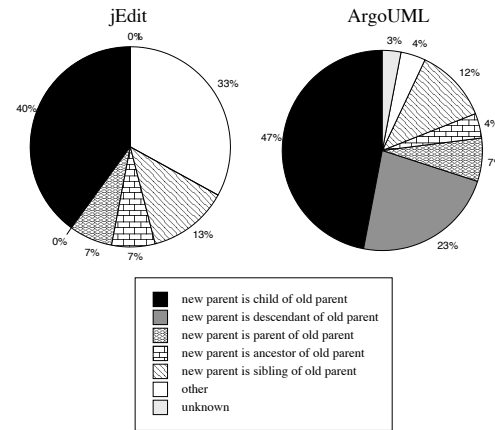 jEdit
ArgoUML
0%
33%
13%
7%
7%
0%
40%
3%
4%
12%
4%
7%
23%
47%
new parent is child of old parent
new parent is descendant of old parent
new parent is parent of old parent
new parent is ancestor of old parent
new parent is sibling of old parent
other
unknown